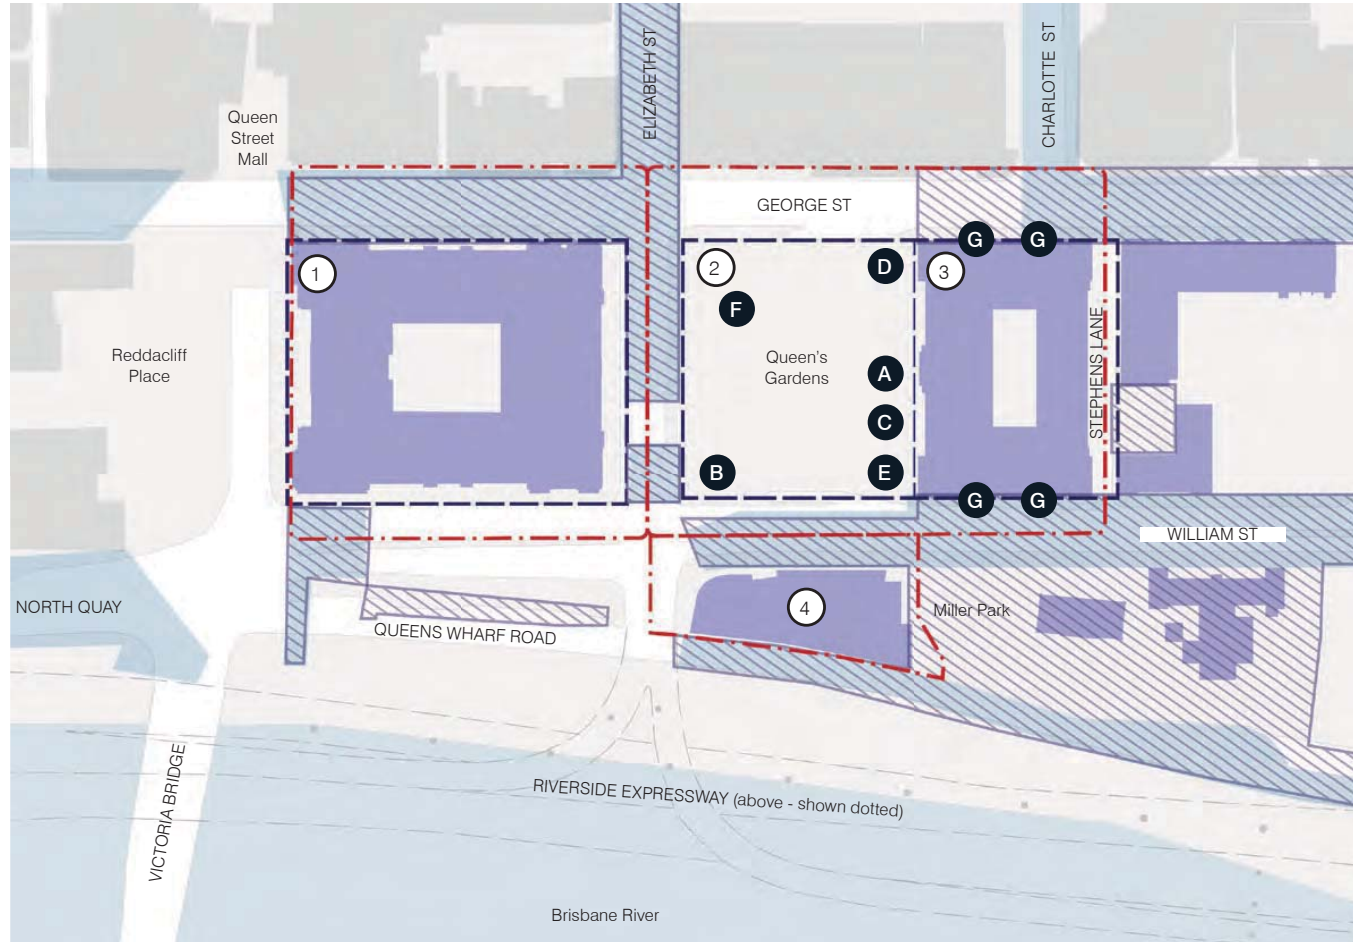 ELIZABETH ST
CHARLOTTE ST
Queen
Street
Mall
GEORGE ST
G
G
1
2
D
3
F
Reddacliff
Place
Queen's
Gardens
A
STEPHENS LANE
C
B
E
G
G
WILLIAM ST
NORTH QUAY
QUEENS WHARF ROAD
4
Miller Park
VICTORIA BRIDGE
RIVERSIDE EXPRESSWAY (above - shown dotted)
Brisbane River